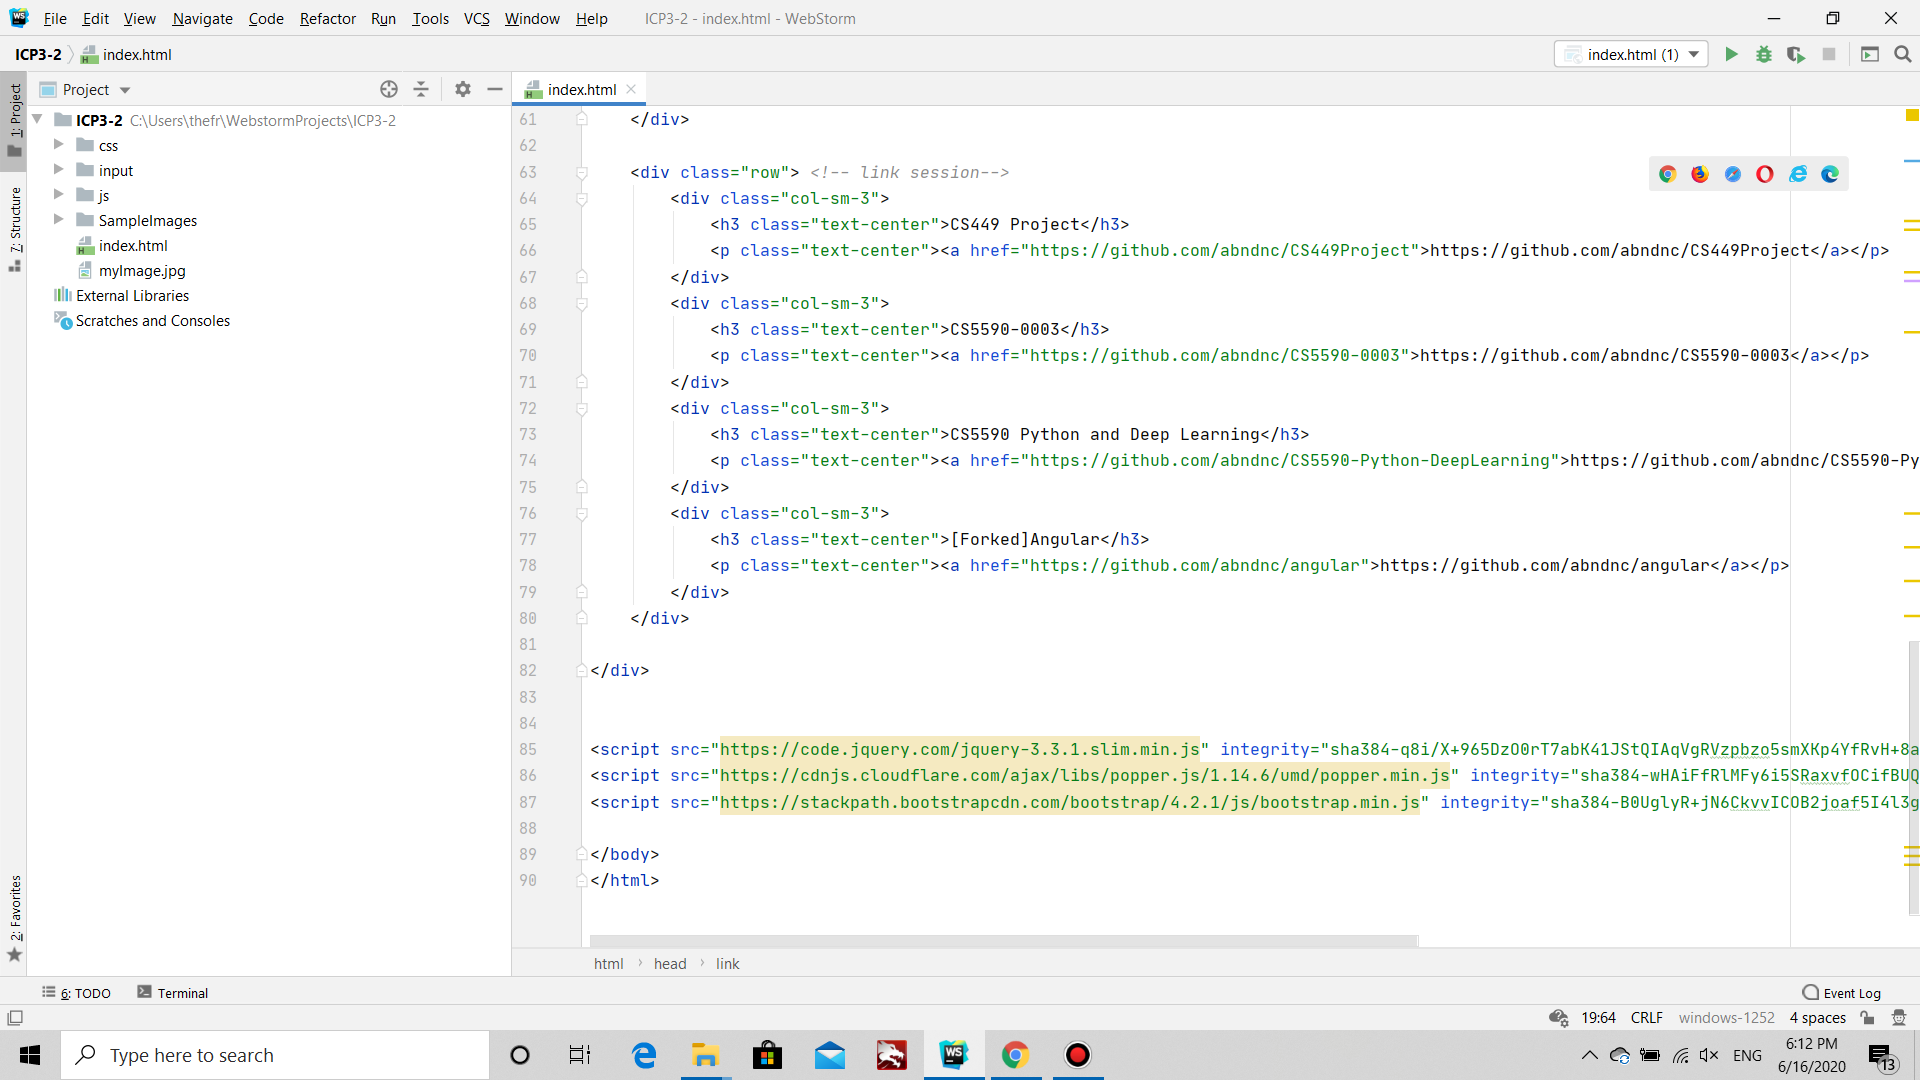 File Edit View Navigate Code Refactor Run Tools VCS Window Help ICP3-2 - index.html - WebStorm
ICP3-2 index.html index.html (1)
1: Project
7: Structure
2: Favorites
Project
ICP3-2 C:\Users\thefr\WebstormProjects\ICP3-2
css
input
js
SampleImages
index.html
myImage.jpg
External Libraries
Scratches and Consoles
index.html
61 </div>
62
63 <div class="row"> <!-- link session-->
64 <div class="col-sm-3">
65 <h3 class="text-center">CS449 Project</h3>
66 <p class="text-center"><a href="https://github.com/abndnc/CS449Project">https://github.com/abndnc/CS449Project</a></p>
67 </div>
68 <div class="col-sm-3">
69 <h3 class="text-center">CS5590-0003</h3>
70 <p class="text-center"><a href="https://github.com/abndnc/CS5590-0003">https://github.com/abndnc/CS5590-0003</a></p>
71 </div>
72 <div class="col-sm-3">
73 <h3 class="text-center">CS5590 Python and Deep Learning</h3>
74 <p class="text-center"><a href="https://github.com/abndnc/CS5590-Python-DeepLearning">https://github.com/abndnc/CS5590-Py
75 </div>
76 <div class="col-sm-3">
77 <h3 class="text-center">[Forked]Angular</h3>
78 <p class="text-center"><a href="https://github.com/abndnc/angular">https://github.com/abndnc/angular</a></p>
79 </div>
80 </div>
81
82 </div>
83
84
85 <script src="https://code.jquery.com/jquery-3.3.1.slim.min.js" integrity="sha384-q8i/X+965DzO0rT7abK41JStQIAqVgRVzpbzo5smXKp4YfRvH+8a
86 <script src="https://cdnjs.cloudflare.com/ajax/libs/popper.js/1.14.6/umd/popper.min.js" integrity="sha384-wHAiFfRlMFy6i5SRaxvfOCifBUQ
87 <script src="https://stackpath.bootstrapcdn.com/bootstrap/4.2.1/js/bootstrap.min.js" integrity="sha384-B0UglyR+jN6CkvvICOB2joaf5I4l3g
88
89 </body>
90 </html>
html head link
6: TODO Terminal Event Log
19:64 CRLF windows-1252 4 spaces
Type here to search
ENG
6:12 PM
6/16/2020
13